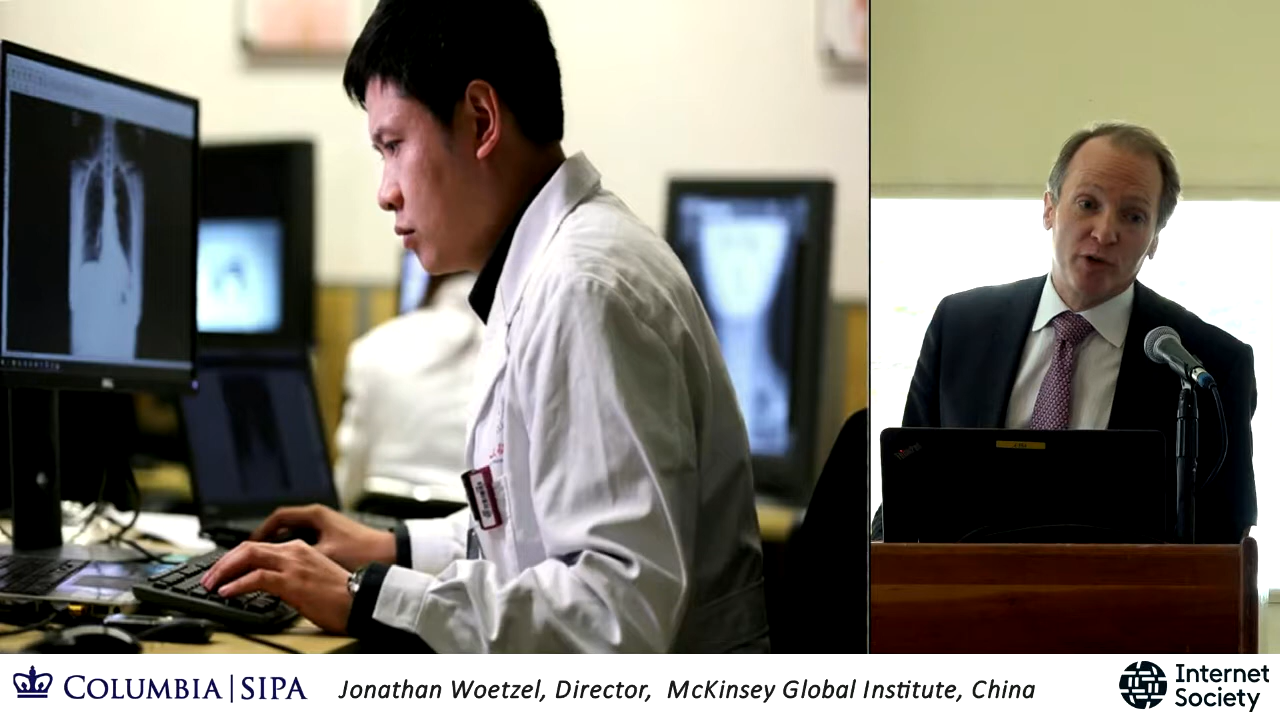 COLUMBIA | SIPA
Jonathan Woetzel, Director, McKinsey Global Institute, China
Internet
Society